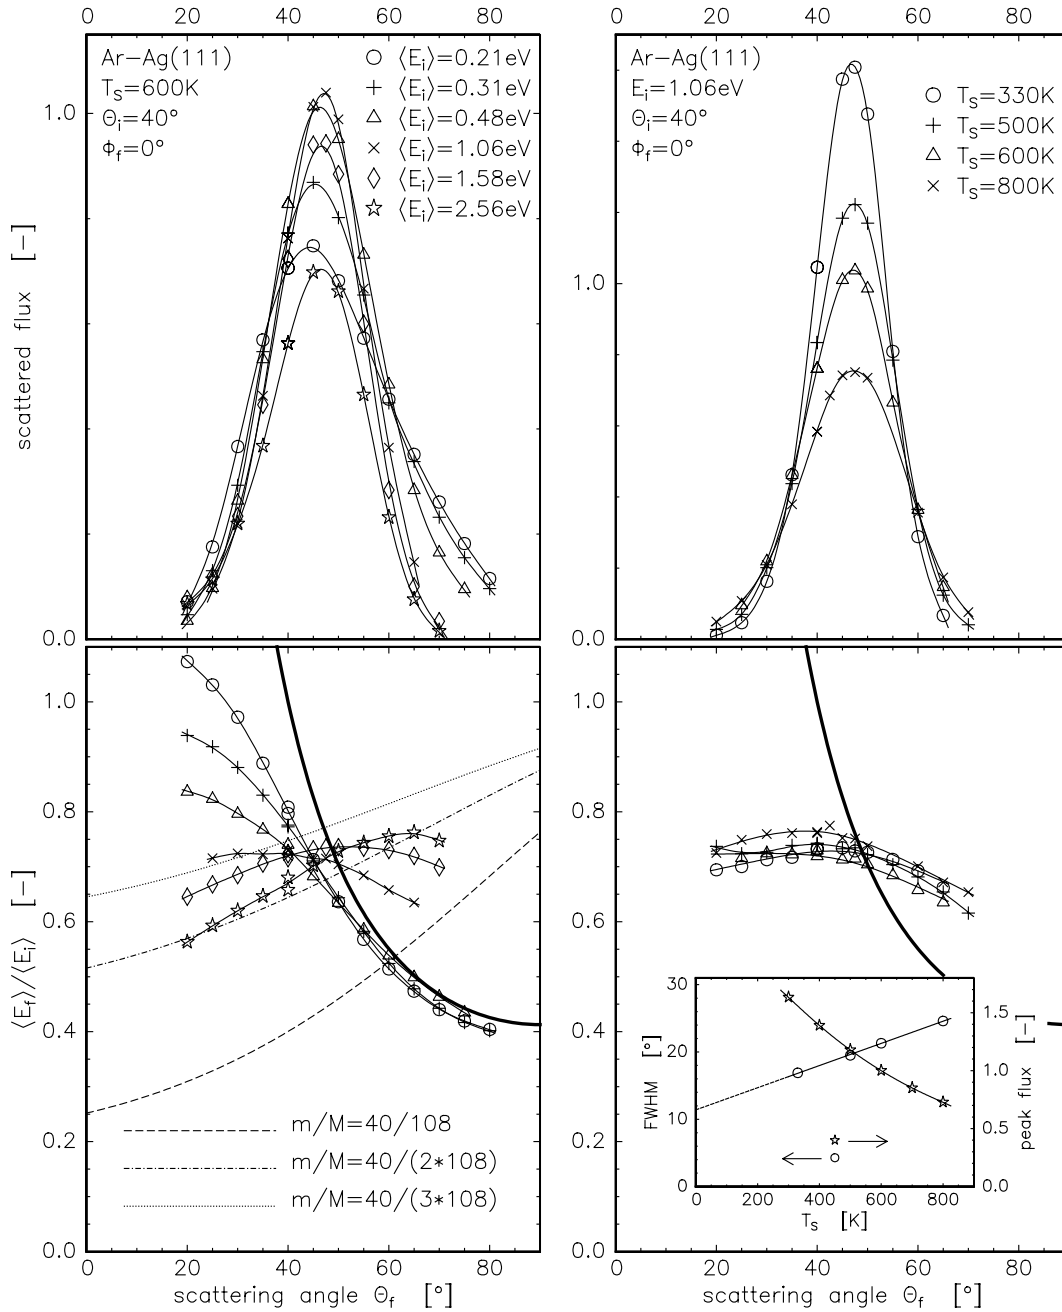 0 20 40 60 80
0 20 40 60 80
Ar−Ag(111)
T_S=600K
Θ_i=40°
Φ_f=0°
⟨E_i⟩=0.21eV
⟨E_i⟩=0.31eV
⟨E_i⟩=0.48eV
⟨E_i⟩=1.06eV
⟨E_i⟩=1.58eV
⟨E_i⟩=2.56eV
1.0
0.0
scattered flux [−]
Ar−Ag(111)
E_i=1.06eV
Θ_i=40°
Φ_f=0°
T_S=330K
T_S=500K
T_S=600K
T_S=800K
1.0
0.0
1.0
0.8
0.6
0.4
0.2
0.0
⟨E_f⟩/⟨E_i⟩ [−]
m/M=40/108
m/M=40/(2*108)
m/M=40/(3*108)
0 20 40 60 80
scattering angle Θ_f [°]
1.0
0.8
0.6
0.4
0.2
0.0
30
20
10
0
FWHM [°]
1.5
1.0
0.5
0.0
peak flux [−]
0 200 400 600 800
T_S [K]
0 20 40 60 80
scattering angle Θ_f [°]